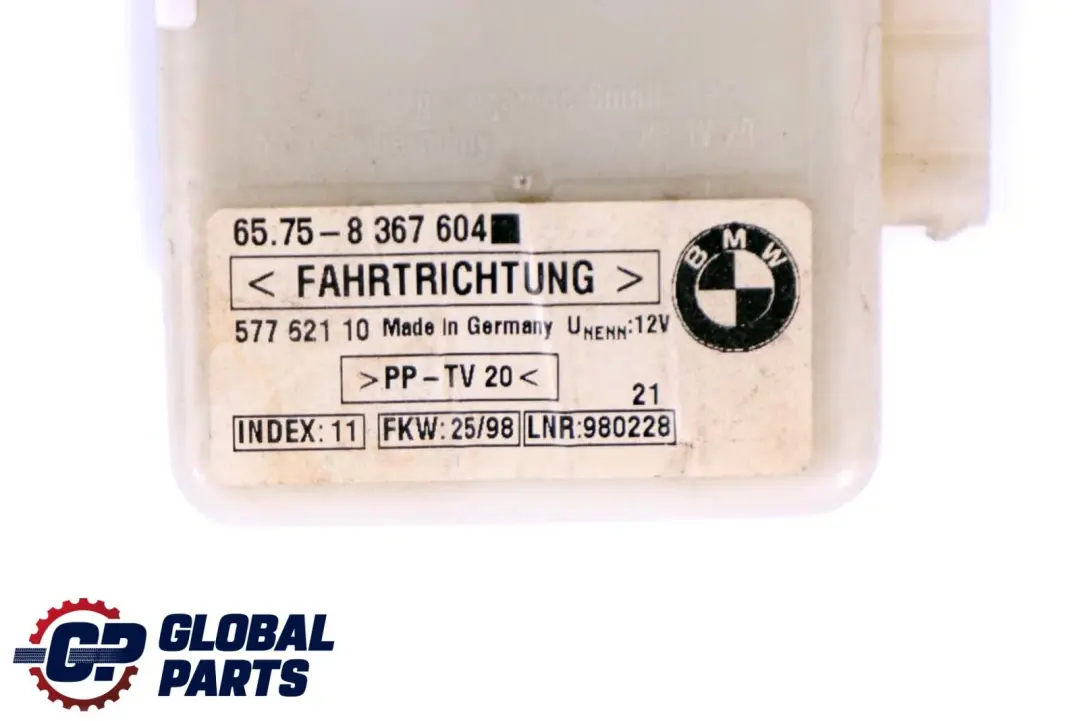 65.75-8 367 604■
< FAHRTRICHTUNG >
BMW
577 621 10 Made in Germany UNENN:12V
>PP-TV 20<
21
INDEX: 11 FKW: 25/98 LNR:980228
GP GLOBAL
PARTS